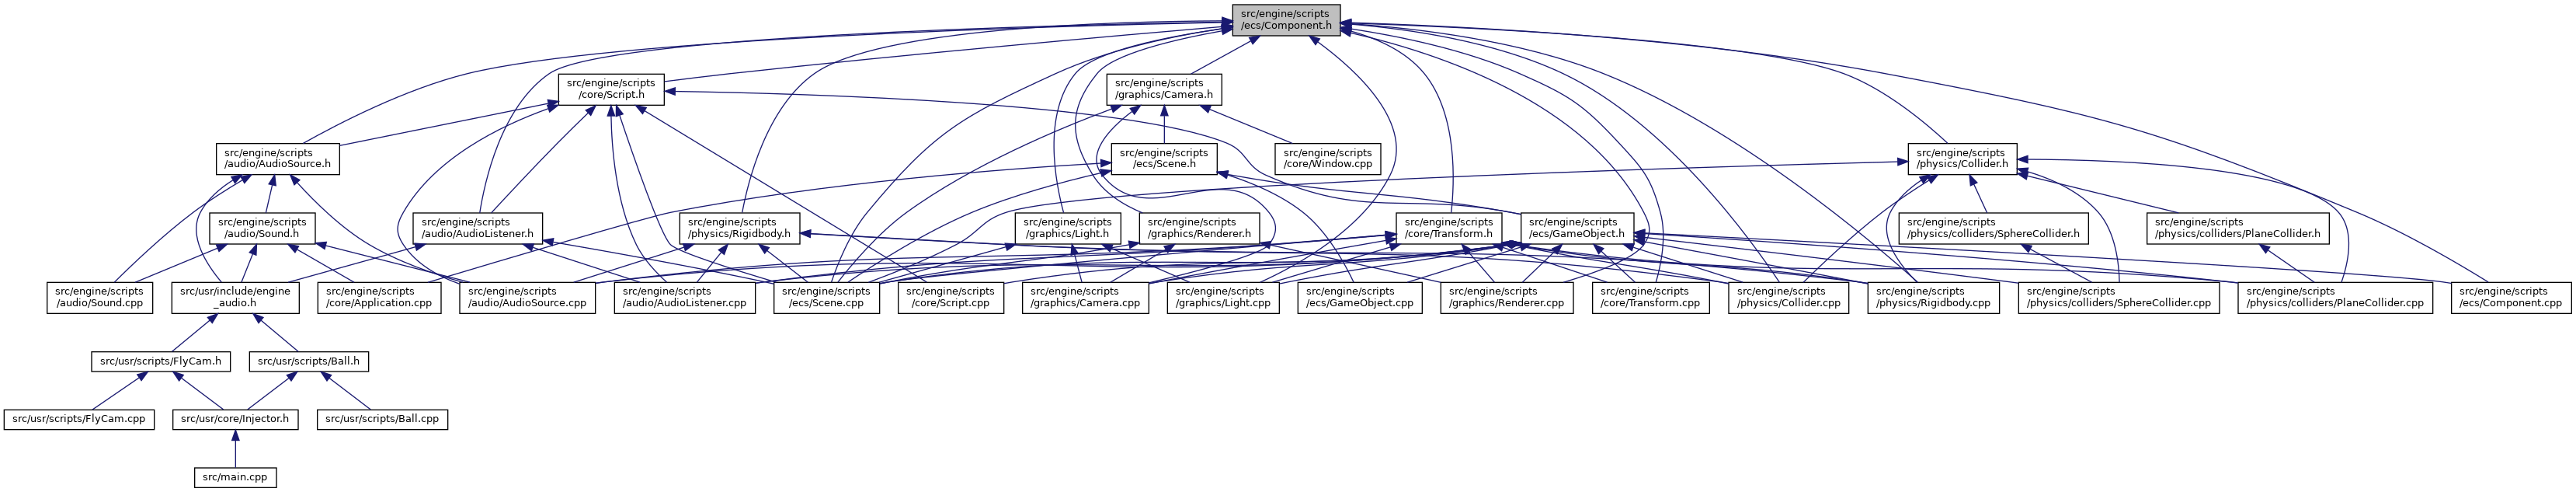 src/engine/scripts
/ecs/Component.h
src/engine/scripts
/core/Script.h
src/engine/scripts
/graphics/Camera.h
src/engine/scripts
/audio/AudioSource.h
src/engine/scripts
/ecs/Scene.h
src/engine/scripts
/core/Window.cpp
src/engine/scripts
/physics/Collider.h
src/engine/scripts
/audio/Sound.h
src/engine/scripts
/audio/AudioListener.h
src/engine/scripts
/physics/Rigidbody.h
src/engine/scripts
/graphics/Light.h
src/engine/scripts
/graphics/Renderer.h
src/engine/scripts
/core/Transform.h
src/engine/scripts
/ecs/GameObject.h
src/engine/scripts
/physics/colliders/SphereCollider.h
src/engine/scripts
/physics/colliders/PlaneCollider.h
src/engine/scripts
/audio/Sound.cpp
src/usr/include/engine
_audio.h
src/engine/scripts
/core/Application.cpp
src/engine/scripts
/audio/AudioSource.cpp
src/engine/scripts
/audio/AudioListener.cpp
src/engine/scripts
/ecs/Scene.cpp
src/engine/scripts
/core/Script.cpp
src/engine/scripts
/graphics/Camera.cpp
src/engine/scripts
/graphics/Light.cpp
src/engine/scripts
/ecs/GameObject.cpp
src/engine/scripts
/graphics/Renderer.cpp
src/engine/scripts
/core/Transform.cpp
src/engine/scripts
/physics/Collider.cpp
src/engine/scripts
/physics/Rigidbody.cpp
src/engine/scripts
/physics/colliders/SphereCollider.cpp
src/engine/scripts
/physics/colliders/PlaneCollider.cpp
src/engine/scripts
/ecs/Component.cpp
src/usr/scripts/FlyCam.h
src/usr/scripts/Ball.h
src/usr/scripts/FlyCam.cpp
src/usr/core/Injector.h
src/usr/scripts/Ball.cpp
src/main.cpp